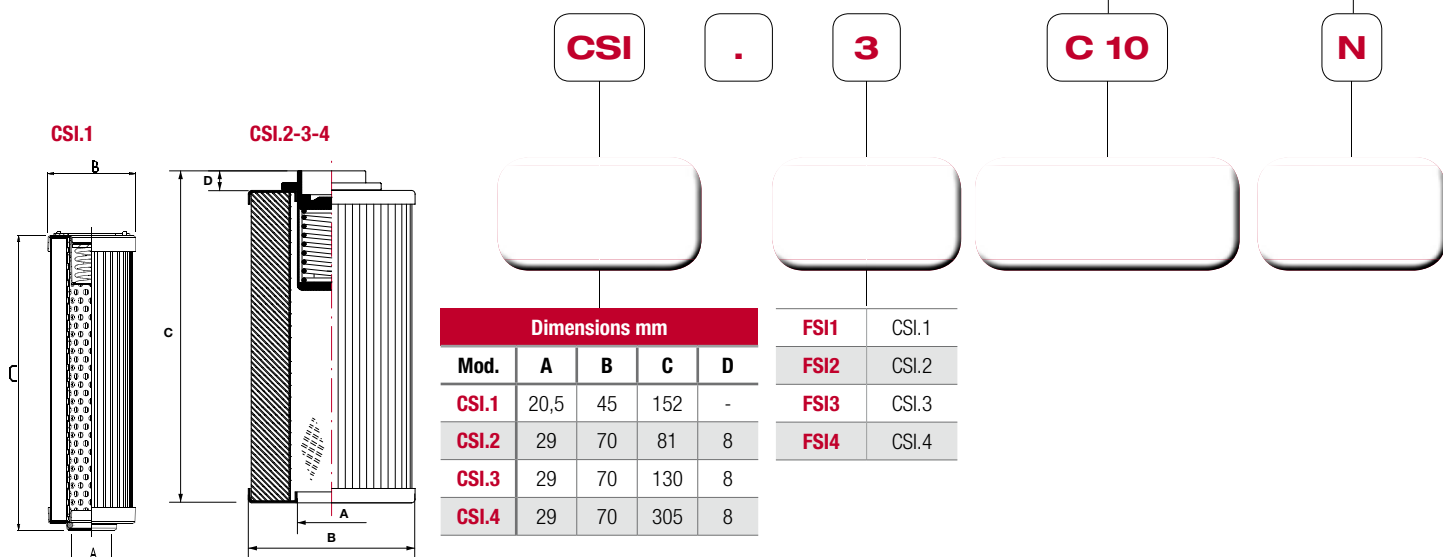 CSI . 3 C 10 N
CSI.1 CSI.2-3-4
B
D
C
C
A
B
A
Dimensions mm
Mod. A B C D
CSI.1 20,5 45 152 -
CSI.2 29 70 81 8
CSI.3 29 70 130 8
CSI.4 29 70 305 8
FSI1 CSI.1
FSI2 CSI.2
FSI3 CSI.3
FSI4 CSI.4